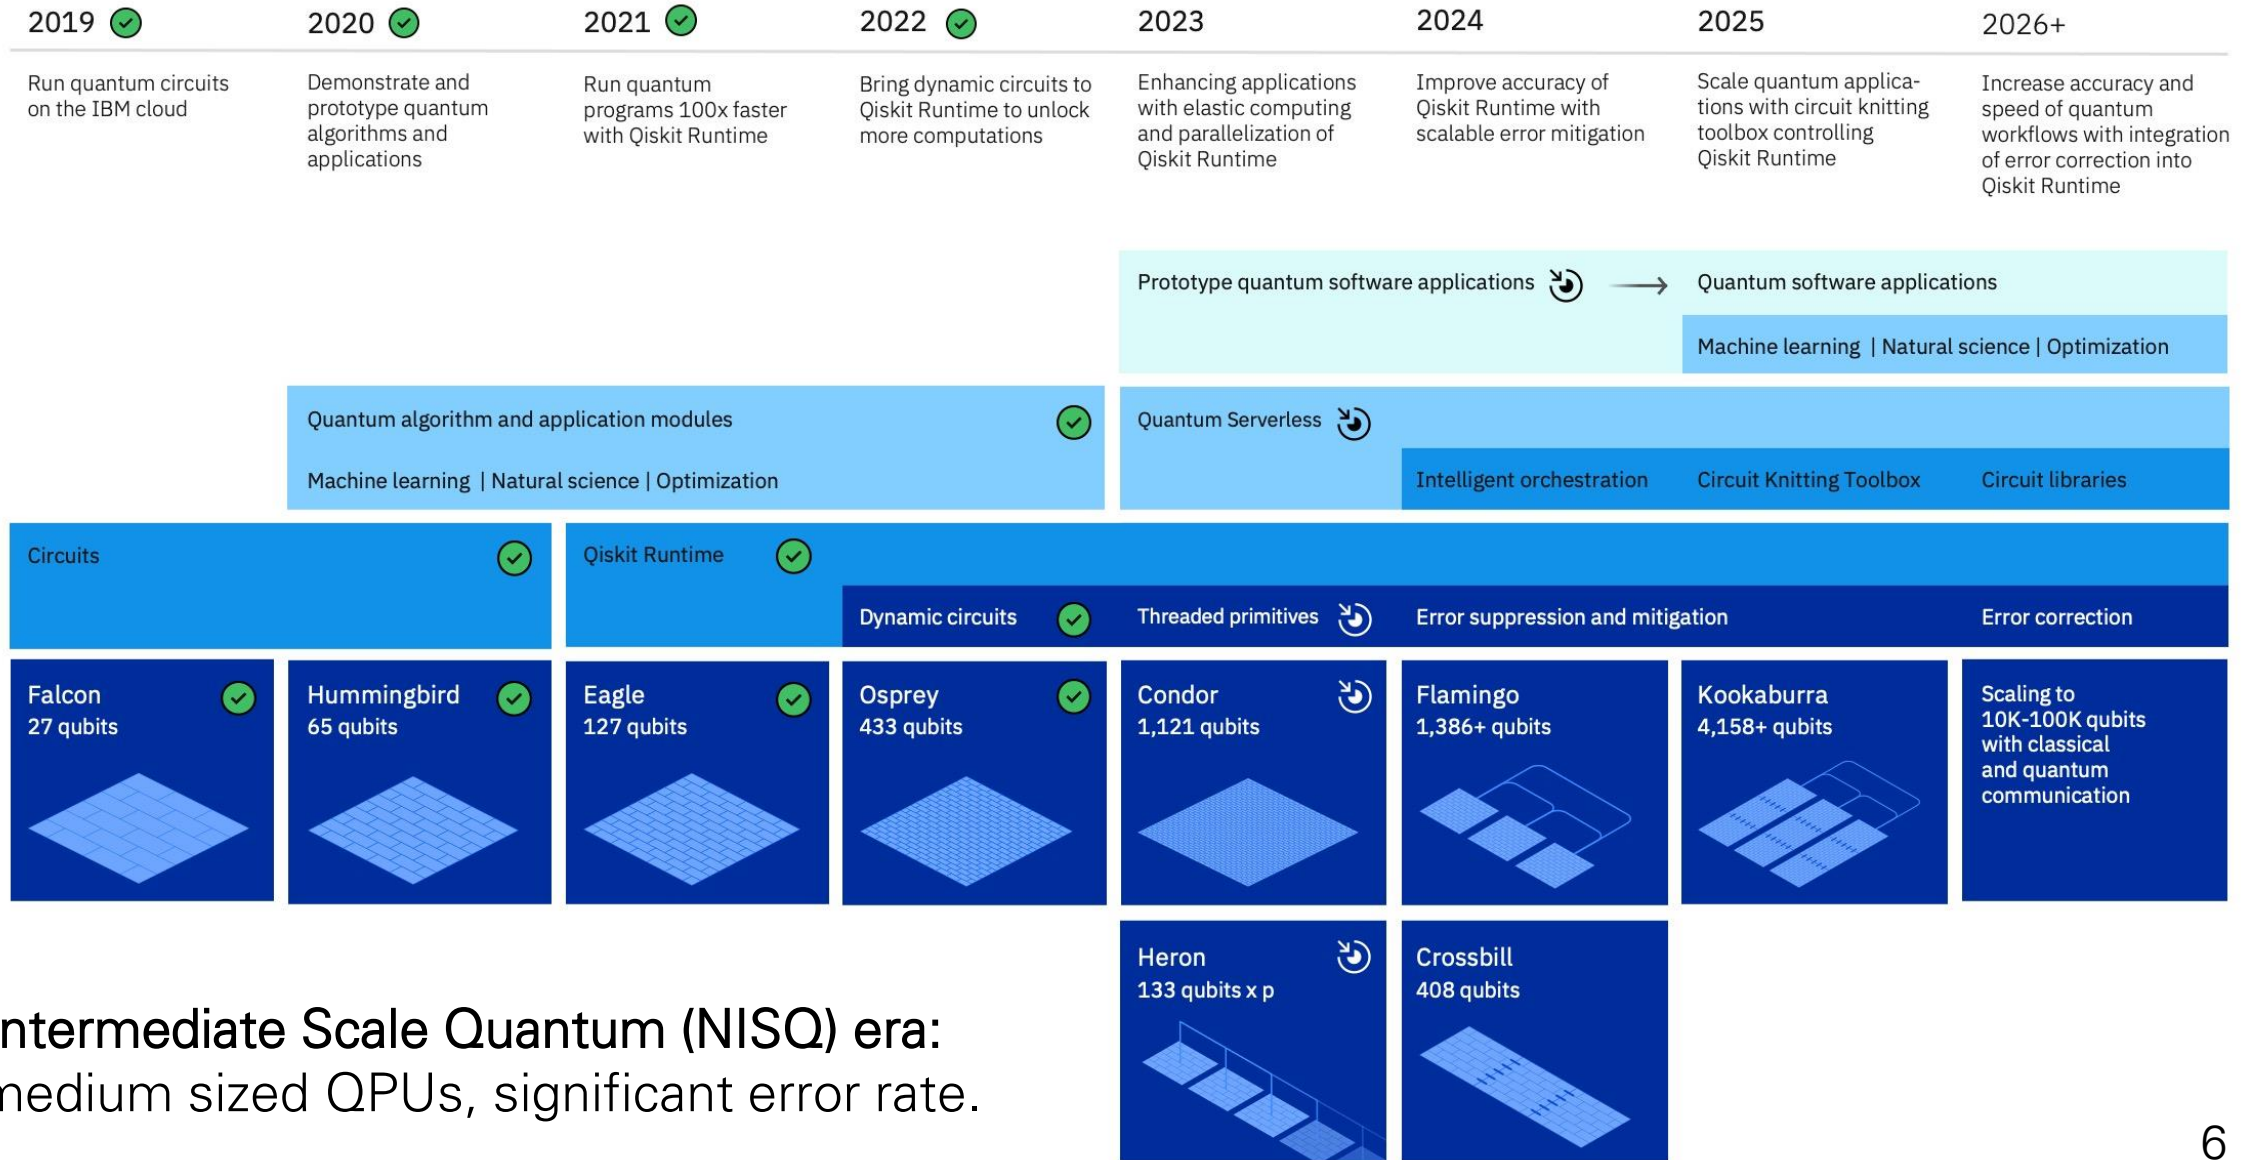 2019
2020
2021
2022
2023
2024
2025
2026+
Run quantum circuits
on the IBM cloud
Demonstrate and
prototype quantum
algorithms and
applications
Run quantum
programs 100x faster
with Qiskit Runtime
Bring dynamic circuits to
Qiskit Runtime to unlock
more computations
Enhancing applications
with elastic computing
and parallelization of
Qiskit Runtime
Improve accuracy of
Qiskit Runtime with
scalable error mitigation
Scale quantum applica-
tions with circuit knitting
toolbox controlling
Qiskit Runtime
Increase accuracy and
speed of quantum
workflows with integration
of error correction into
Qiskit Runtime
Prototype quantum software applications
Quantum software applications
Machine learning | Natural science | Optimization
Quantum algorithm and application modules
Machine learning | Natural science | Optimization
Quantum Serverless
Intelligent orchestration
Circuit Knitting Toolbox
Circuit libraries
Circuits
Qiskit Runtime
Dynamic circuits
Threaded primitives
Error suppression and mitigation
Error correction
Falcon
27 qubits
Hummingbird
65 qubits
Eagle
127 qubits
Osprey
433 qubits
Condor
1,121 qubits
Flamingo
1,386+ qubits
Kookaburra
4,158+ qubits
Scaling to
10K-100K qubits
with classical
and quantum
communication
Heron
133 qubits x p
Crossbill
408 qubits
ntermediate Scale Quantum (NISQ) era:
medium sized QPUs, significant error rate.
6